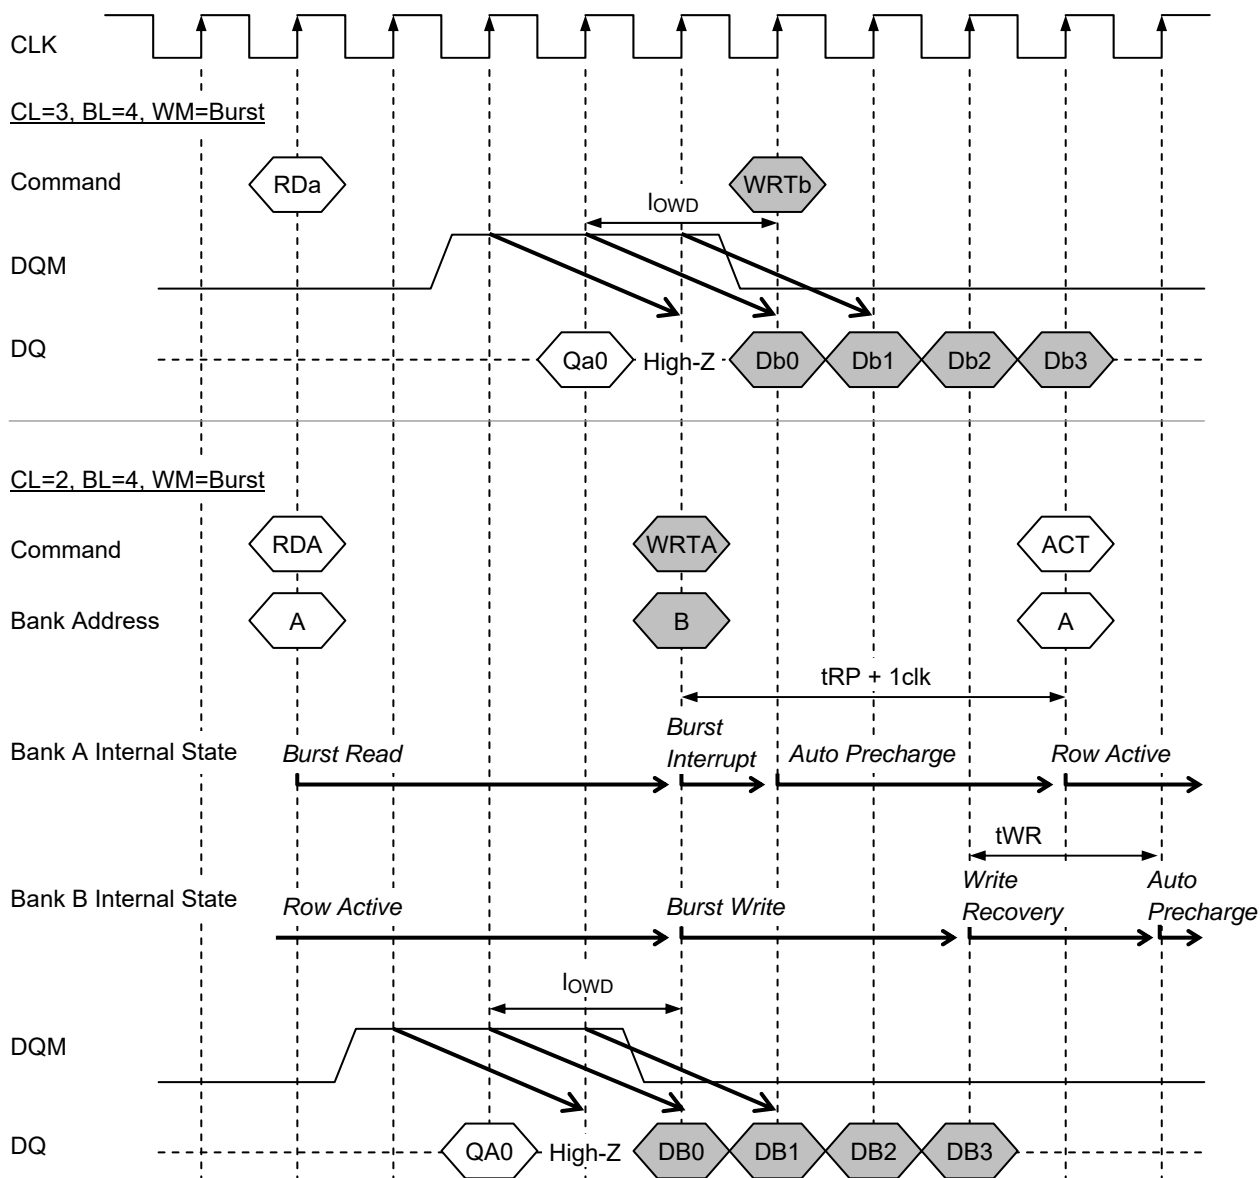 CLK
CL=3, BL=4, WM=Burst
Command RDa WRTb
IOWD
DQM
DQ Qa0 High-Z Db0 Db1 Db2 Db3
CL=2, BL=4, WM=Burst
Command RDA WRTA ACT
Bank Address A B A
tRP + 1clk
Bank A Internal State Burst Read Burst Interrupt Auto Precharge Row Active
tWR
Bank B Internal State Row Active Burst Write Write Recovery Auto Precharge
IOWD
DQM
DQ QA0 High-Z DB0 DB1 DB2 DB3